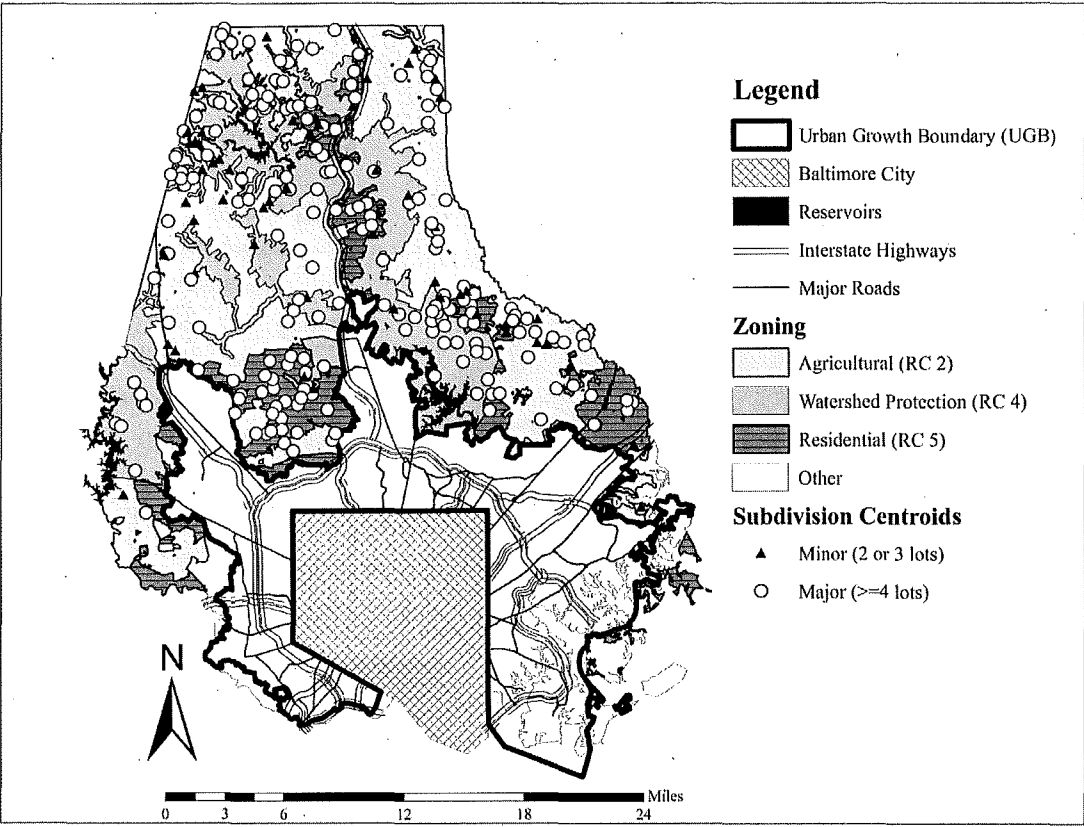 Legend
Urban Growth Boundary (UGB)
Baltimore City
Reservoirs
Interstate Highways
Major Roads
Zoning
Agricultural (RC 2)
Watershed Protection (RC 4)
Residential (RC 5)
Other
Subdivision Centroids
Minor (2 or 3 lots)
Major (>=4 lots)
N
Miles
0 3 6 12 18 24